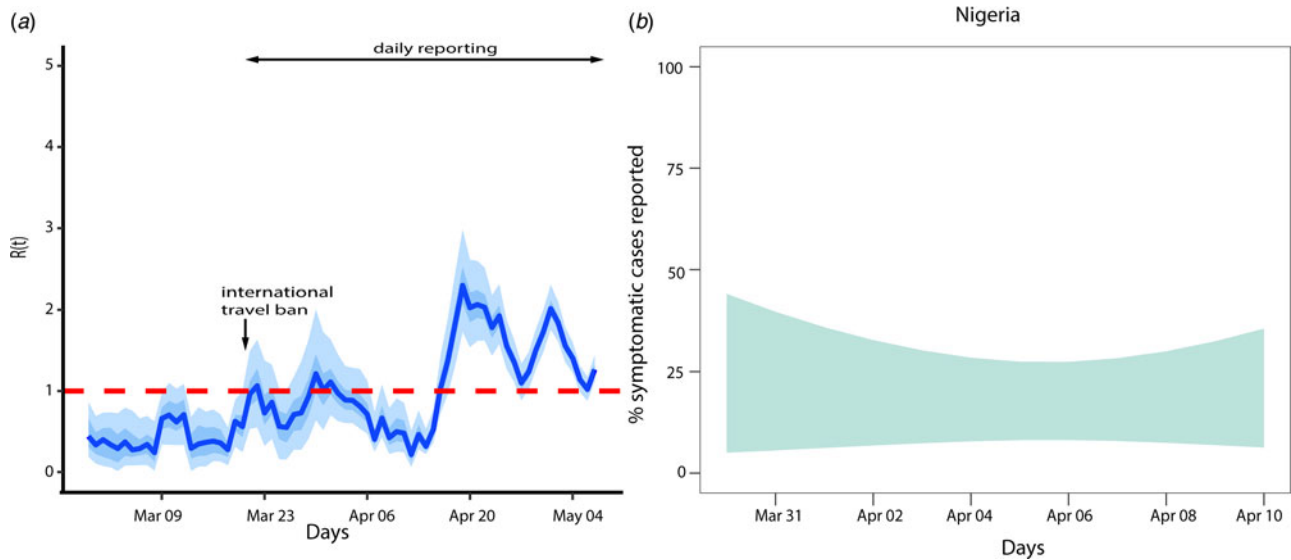 (a)
daily reporting
5
4
3
2
1
0
R(t)
international
travel ban
Mar 09
Mar 23
Apr 06
Apr 20
May 04
Days
(b)
Nigeria
100
75
50
25
0
% symptomatic cases reported
Mar 31
Apr 02
Apr 04
Apr 06
Apr 08
Apr 10
Days